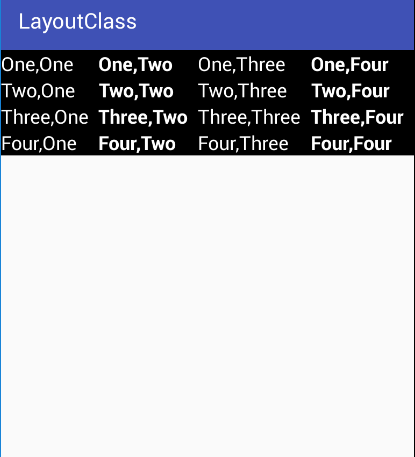 LayoutClass
One,One One,Two One,Three One,Four
Two,One Two,Two Two,Three Two,Four
Three,One Three,Two Three,Three Three,Four
Four,One Four,Two Four,Three Four,Four